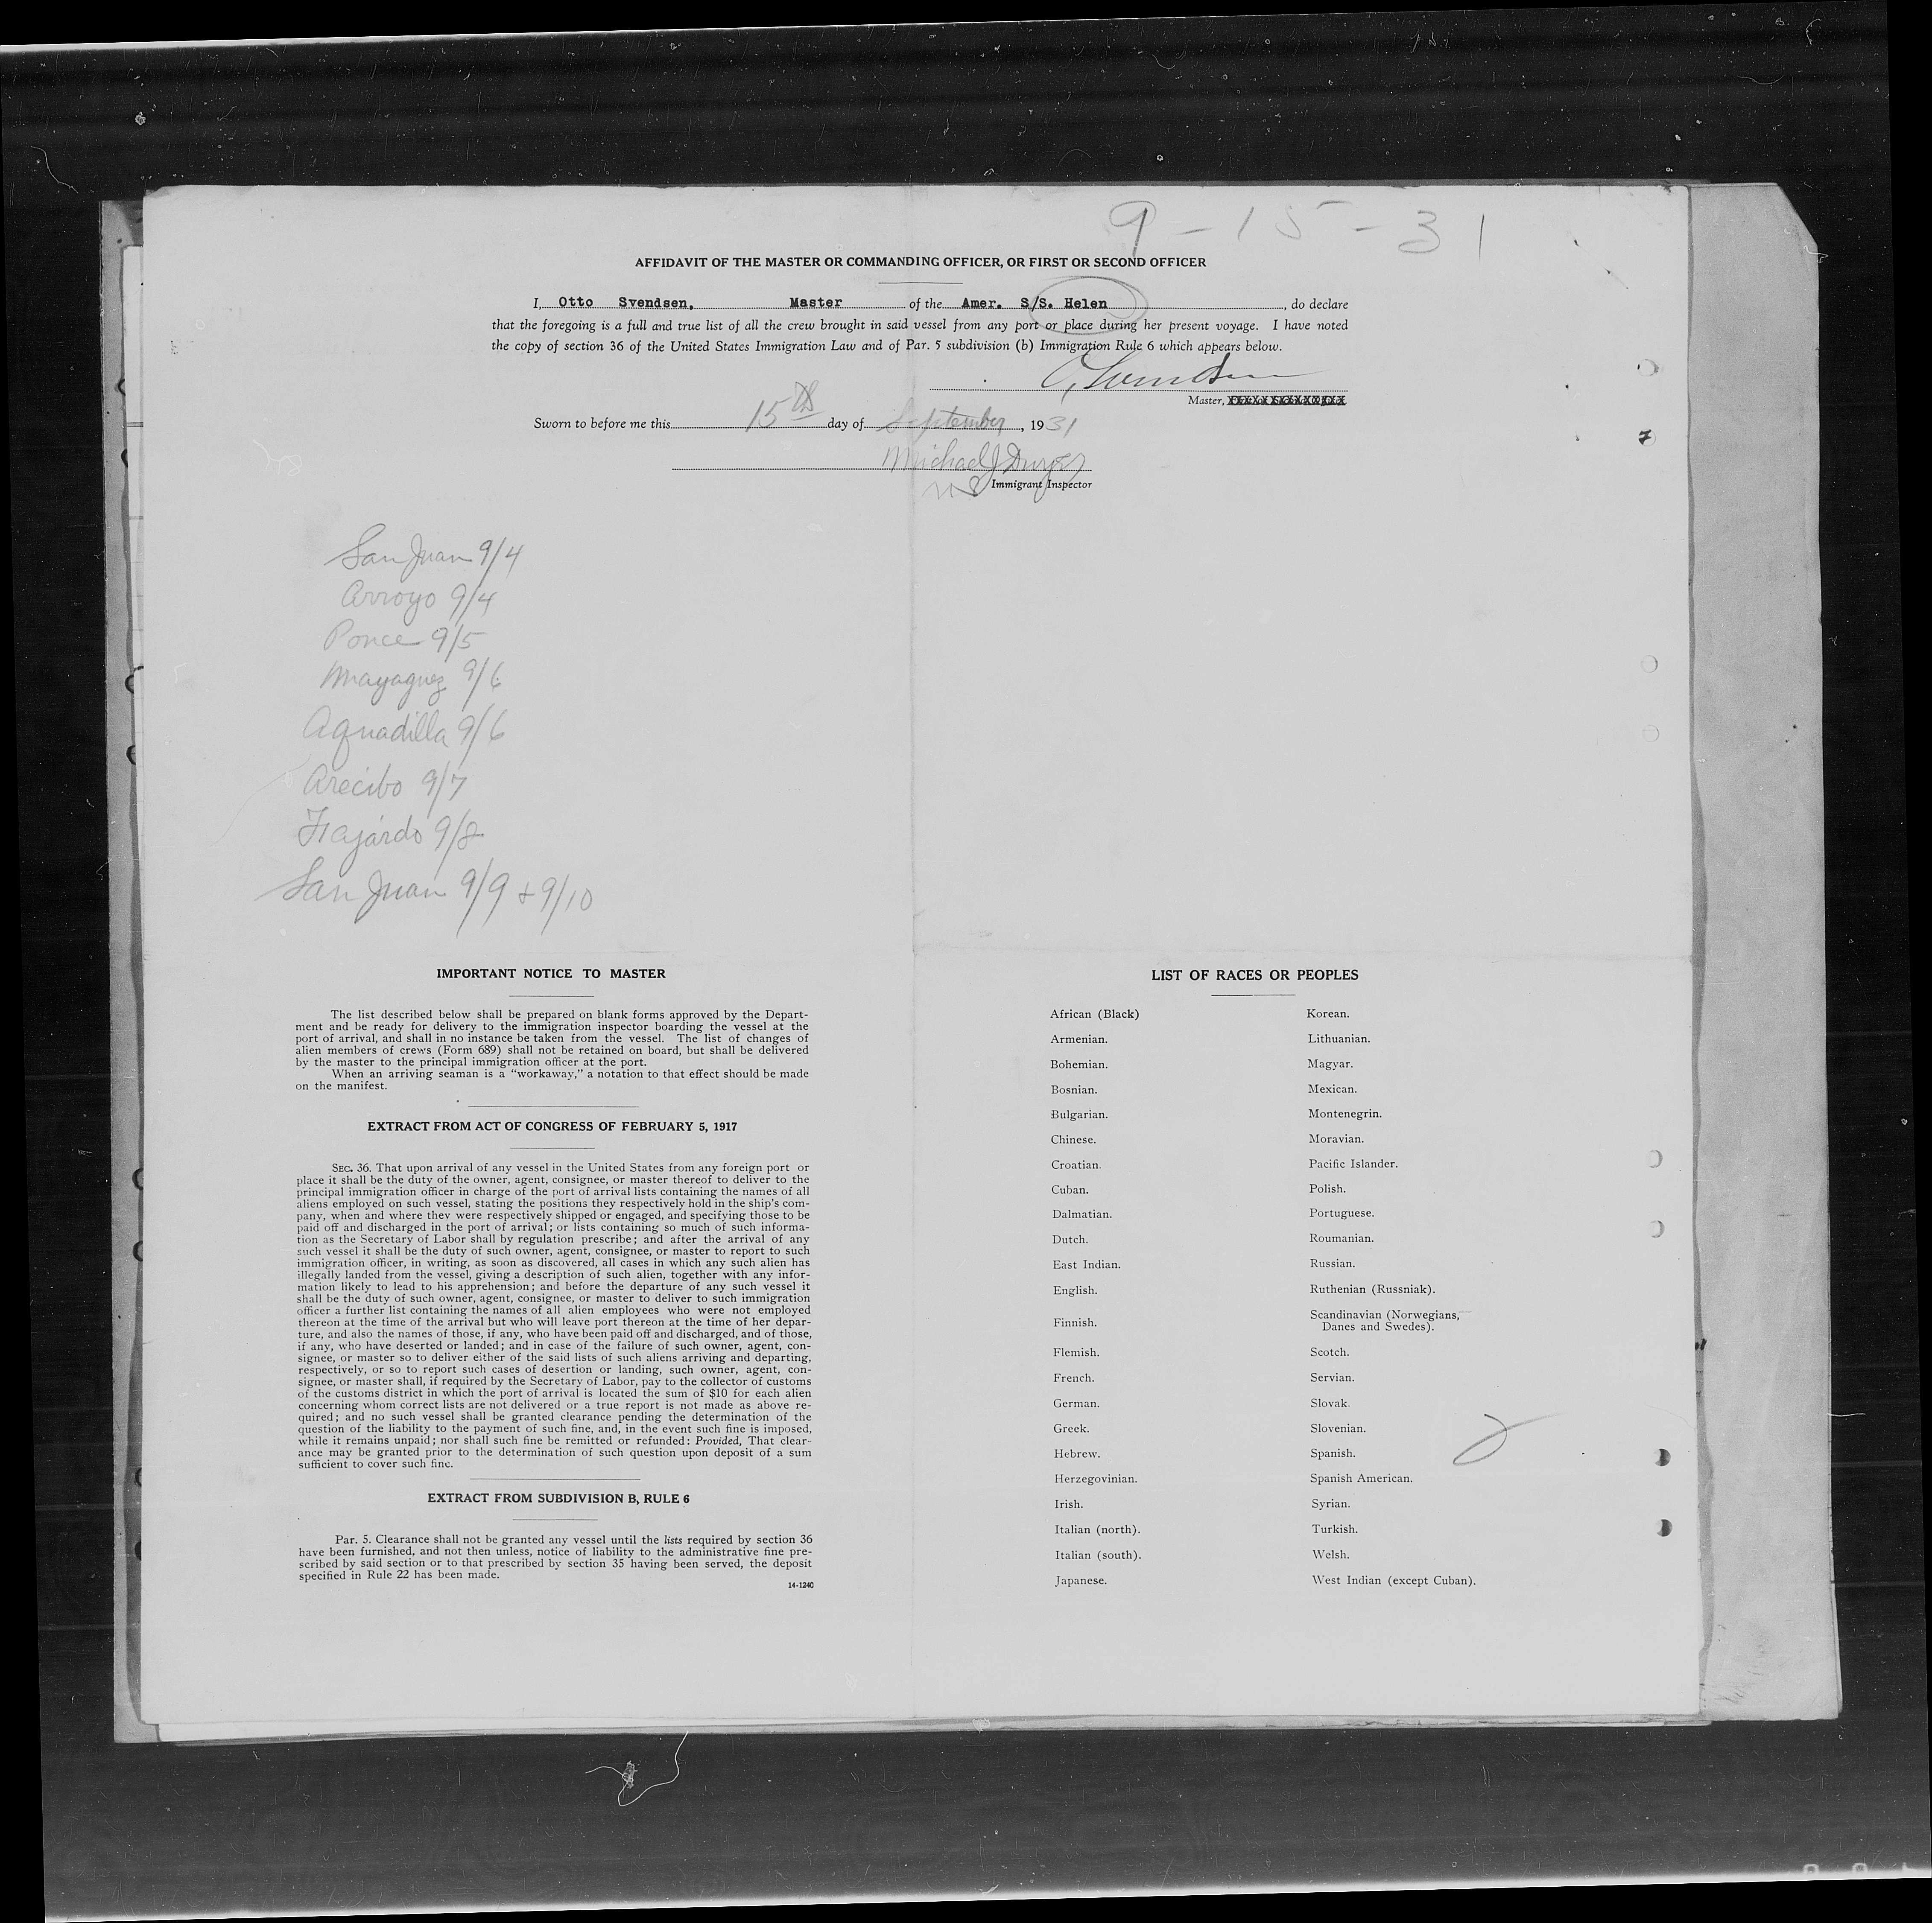 9-15-31
AFFIDAVIT OF THE MASTER OR COMMANDING OFFICER, OR FIRST OR SECOND OFFICER
I, Otto Svendsen, Master of the Amer. S/S. Helen, do declare
that the foregoing is a full and true list of all the crew brought in said vessel from any port or place during her present voyage. I have noted
the copy of section 36 of the United States Immigration Law and of Par. 5 subdivision (b) Immigration Rule 6 which appears below.
O. Svendsen
Master,
Sworn to before me this 15th day of September, 1931
Michael J Dwyer
Immigrant Inspector
San Juan 9/4
Arroyo 9/4
Ponce 9/5
Mayaguez 9/6
Aguadilla 9/6
Arecibo 9/7
Fajardo 9/8
San Juan 9/9 + 9/10
IMPORTANT NOTICE TO MASTER
The list described below shall be prepared on blank forms approved by the Depart-
ment and be ready for delivery to the immigration inspector boarding the vessel at the
port of arrival, and shall in no instance be taken from the vessel. The list of changes of
alien members of crews (Form 689) shall not be retained on board, but shall be delivered
by the master to the principal immigration officer at the port.
When an arriving seaman is a “workaway,” a notation to that effect should be made
on the manifest.
EXTRACT FROM ACT OF CONGRESS OF FEBRUARY 5, 1917
SEC. 36. That upon arrival of any vessel in the United States from any foreign port or
place it shall be the duty of the owner, agent, consignee, or master thereof to deliver to the
principal immigration officer in charge of the port of arrival lists containing the names of all
aliens employed on such vessel, stating the positions they respectively hold in the ship's com-
pany, when and where they were respectively shipped or engaged, and specifying those to be
paid off and discharged in the port of arrival; or lists containing so much of such informa-
tion as the Secretary of Labor shall by regulation prescribe; and after the arrival of any
such vessel it shall be the duty of such owner, agent, consignee, or master to report to such
immigration officer, in writing, as soon as discovered, all cases in which any such alien has
illegally landed from the vessel, giving a description of such alien, together with any infor-
mation likely to lead to his apprehension; and before the departure of any such vessel it
shall be the duty of such owner, agent, consignee, or master to deliver to such immigration
officer a further list containing the names of all alien employees who were not employed
thereon at the time of the arrival but who will leave port thereon at the time of her depar-
ture, and also the names of those, if any, who have been paid off and discharged, and of those,
if any, who have deserted or landed; and in case of the failure of such owner, agent, con-
signee, or master so to deliver either of the said lists of such aliens arriving and departing,
respectively, or so to report such cases of desertion or landing, such owner, agent, con-
signee, or master shall, if required by the Secretary of Labor, pay to the collector of customs
of the customs district in which the port of arrival is located the sum of $10 for each alien
concerning whom correct lists are not delivered or a true report is not made as above re-
quired; and no such vessel shall be granted clearance pending the determination of the
question of the liability to the payment of such fine, and, in the event such fine is imposed,
while it remains unpaid; nor shall such fine be remitted or refunded: Provided, That clear-
ance may be granted prior to the determination of such question upon deposit of a sum
sufficient to cover such fine.
EXTRACT FROM SUBDIVISION B, RULE 6
Par. 5. Clearance shall not be granted any vessel until the lists required by section 36
have been furnished, and not then unless, notice of liability to the administrative fine pre-
scribed by said section or to that prescribed by section 35 having been served, the deposit
specified in Rule 22 has been made.
14-1240
LIST OF RACES OR PEOPLES
African (Black)
Armenian.
Bohemian.
Bosnian.
Bulgarian.
Chinese.
Croatian.
Cuban.
Dalmatian.
Dutch.
East Indian.
English.
Finnish.
Flemish.
French.
German.
Greek.
Hebrew.
Herzegovinian.
Irish.
Italian (north).
Italian (south).
Japanese.
Korean.
Lithuanian.
Magyar.
Mexican.
Montenegrin.
Moravian.
Pacific Islander.
Polish.
Portuguese.
Roumanian.
Russian.
Ruthenian (Russniak).
Scandinavian (Norwegians,
Danes and Swedes).
Scotch.
Servian.
Slovak.
Slovenian.
Spanish.
Spanish American.
Syrian.
Turkish.
Welsh.
West Indian (except Cuban).